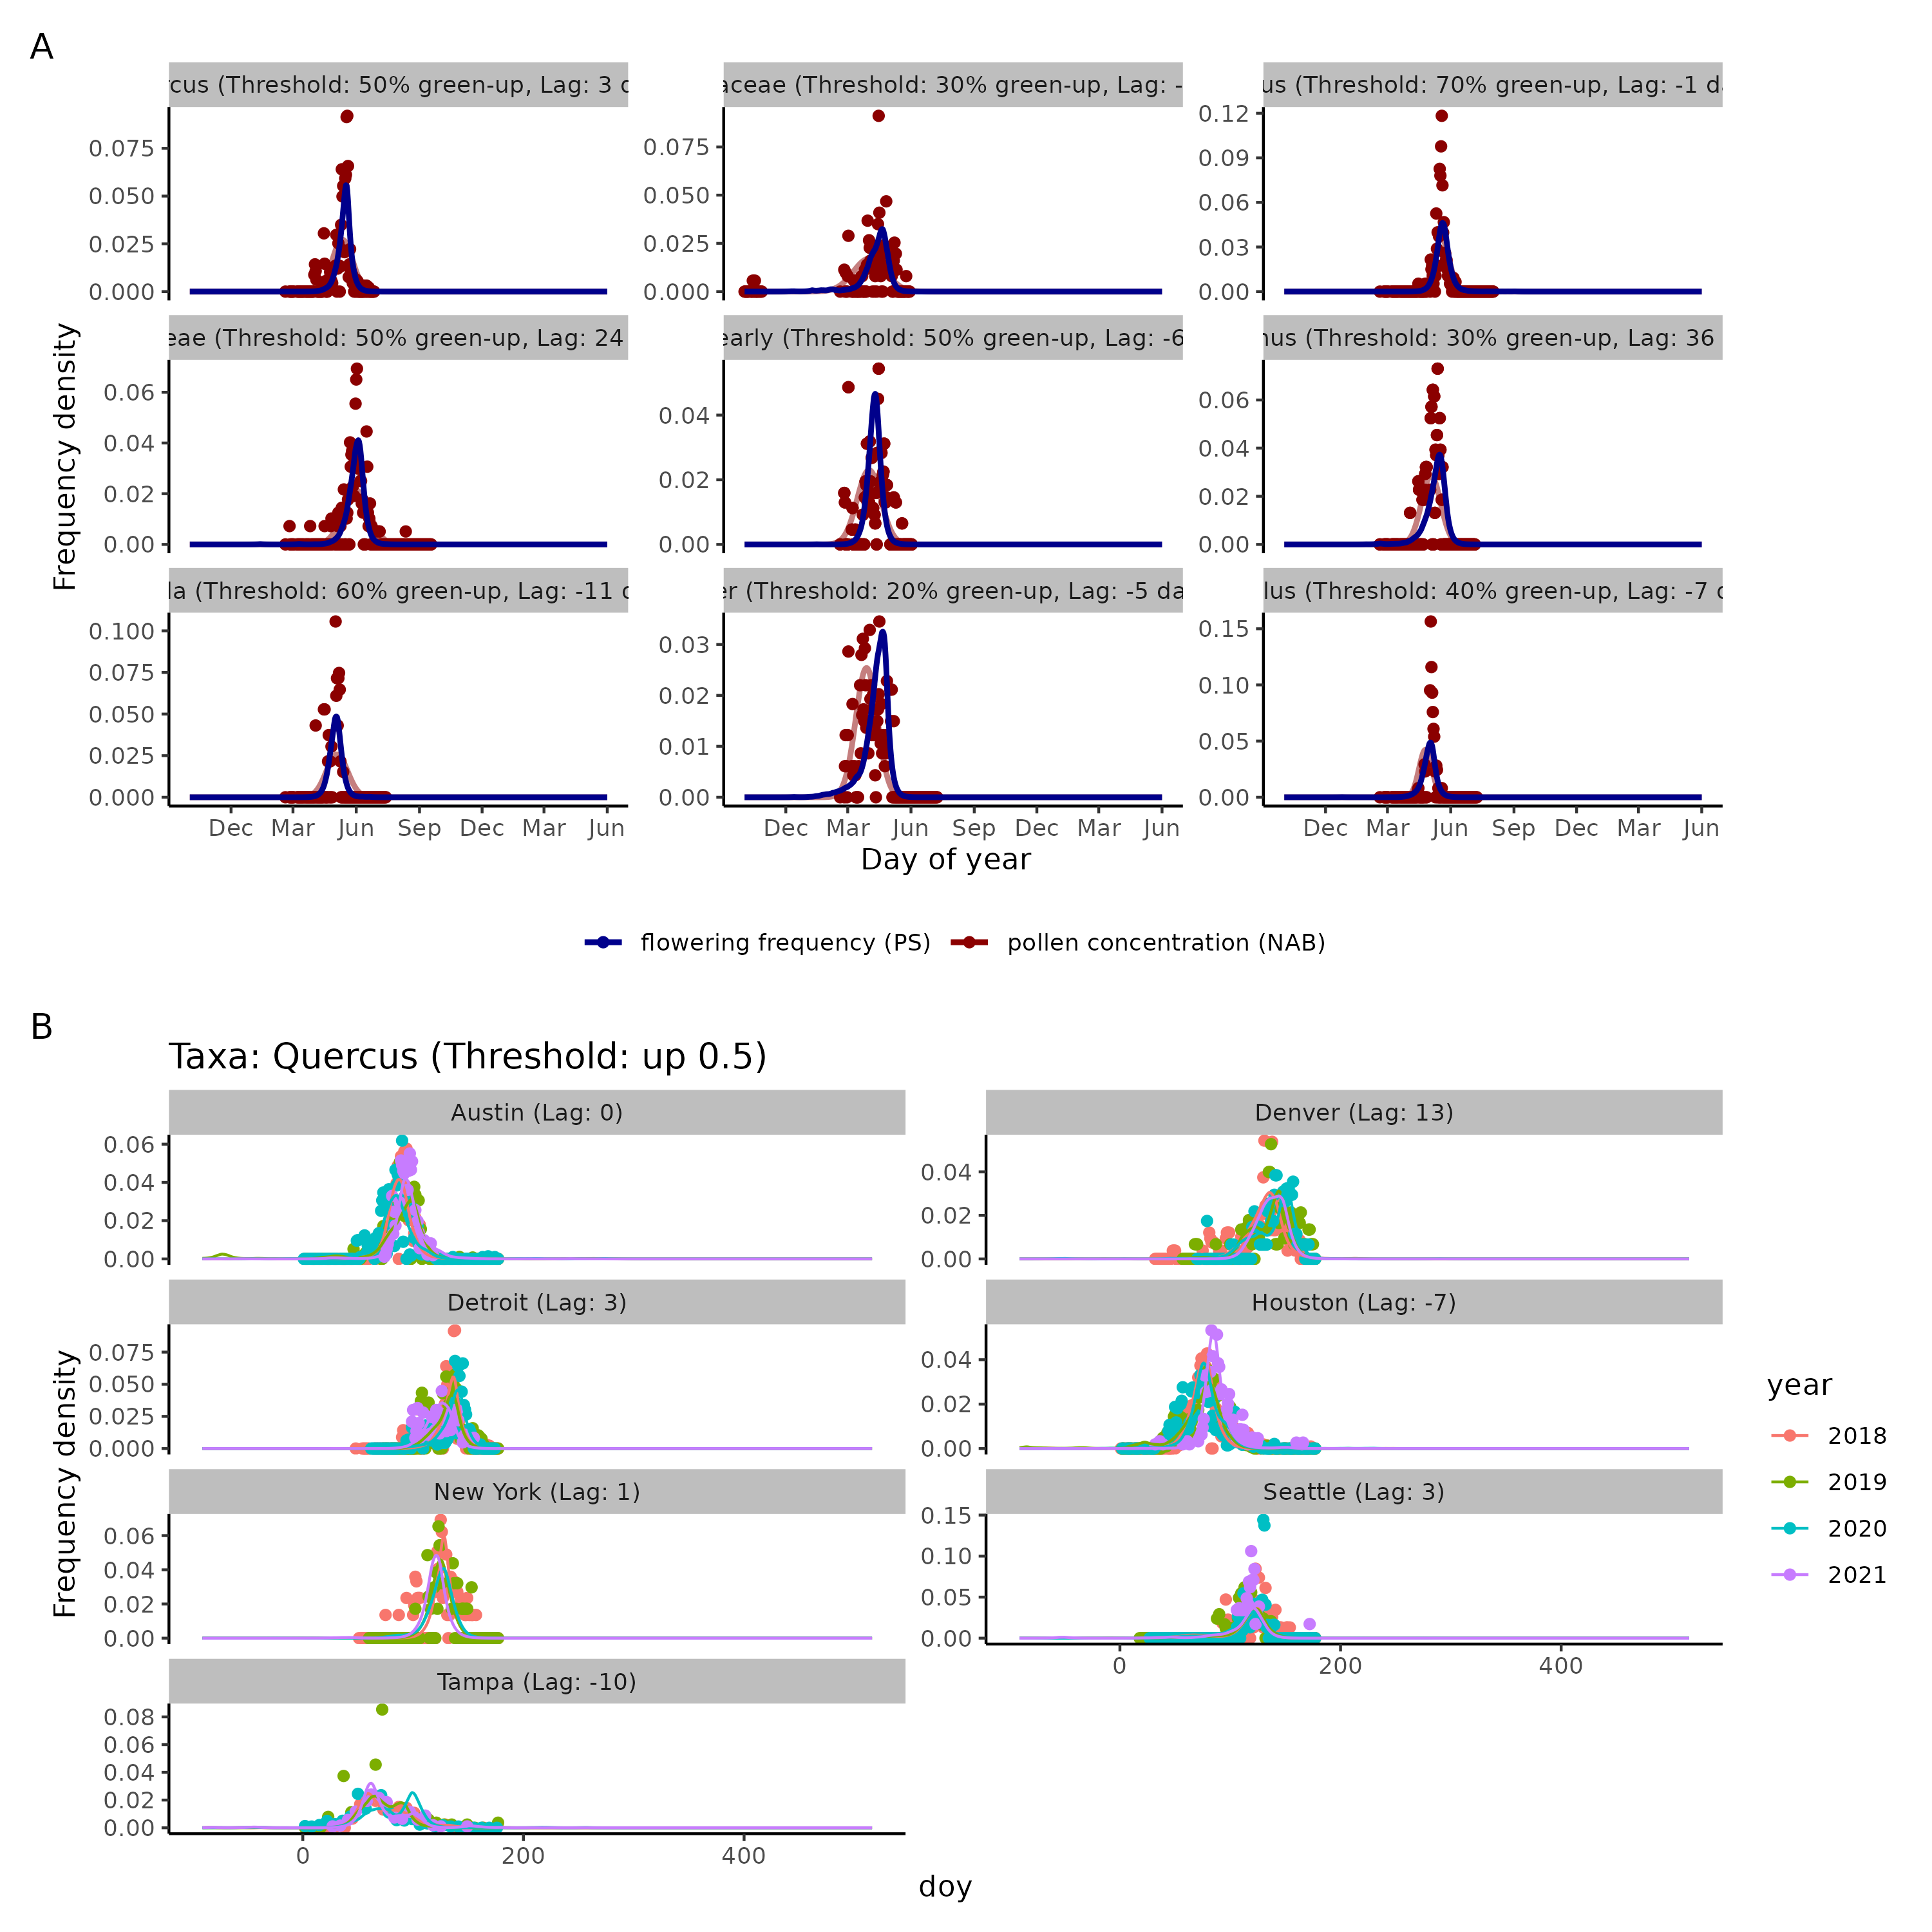 A
(Threshold: 50% green-up, Lag: 3
(Threshold: 30% green-up, Lag: -
(Threshold: 70% green-up, Lag: -1
0.075
0.050
0.025
0.000
0.075
0.050
0.025
0.000
0.12
0.09
0.06
0.03
0.00
(Threshold: 50% green-up, Lag: 24
early (Threshold: 50% green-up, Lag: -6
(Threshold: 30% green-up, Lag: 36
0.06
0.04
0.02
0.00
0.04
0.02
0.00
0.06
0.04
0.02
0.00
(Threshold: 60% green-up, Lag: -11
(Threshold: 20% green-up, Lag: -5
(Threshold: 40% green-up, Lag: -7
0.100
0.075
0.050
0.025
0.000
0.03
0.02
0.01
0.00
0.15
0.10
0.05
0.00
Dec Mar Jun Sep Dec Mar Jun
Dec Mar Jun Sep Dec Mar Jun
Dec Mar Jun Sep Dec Mar Jun
Frequency density
Day of year
flowering frequency (PS)
pollen concentration (NAB)
B
Taxa: Quercus (Threshold: up 0.5)
Austin (Lag: 0)
0.06
0.04
0.02
0.00
Denver (Lag: 13)
0.04
0.02
0.00
Detroit (Lag: 3)
0.075
0.050
0.025
0.000
Houston (Lag: -7)
0.04
0.02
0.00
New York (Lag: 1)
0.06
0.04
0.02
0.00
Seattle (Lag: 3)
0.15
0.10
0.05
0.00
0 200 400
Tampa (Lag: -10)
0.08
0.06
0.04
0.02
0.00
0 200 400
Frequency density
doy
year
2018
2019
2020
2021